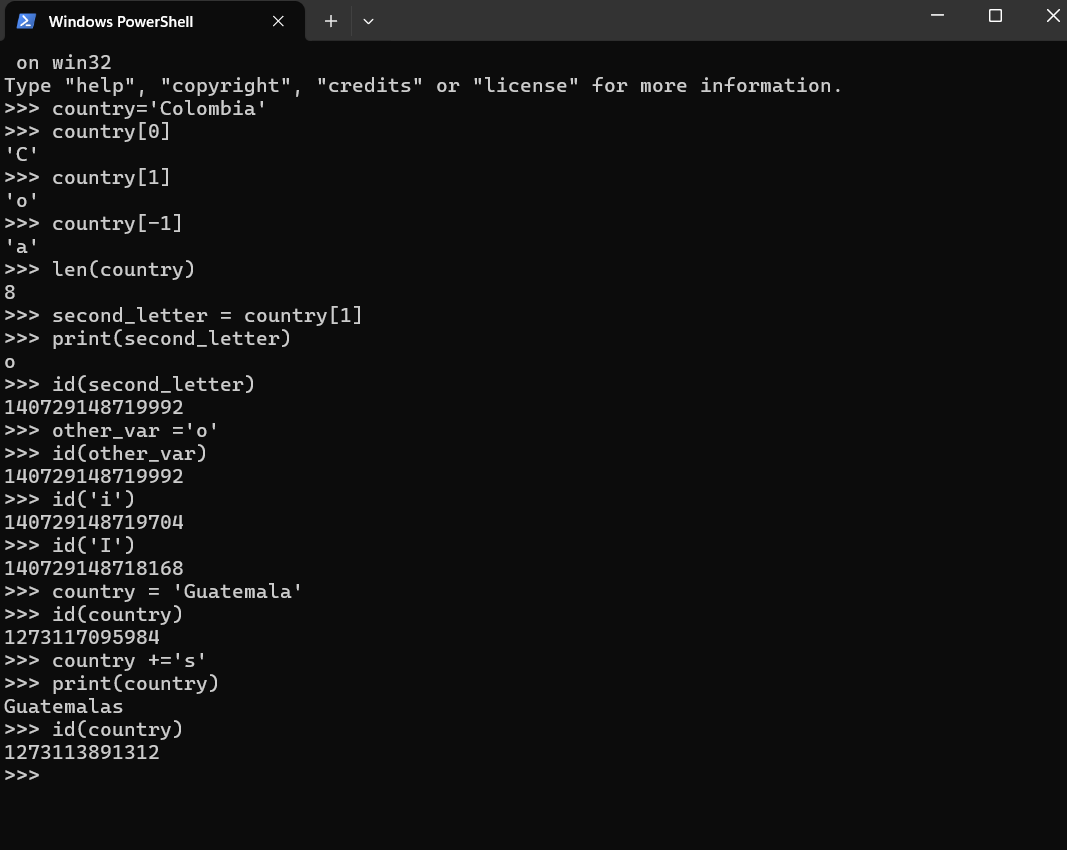 Windows PowerShell
on win32
Type "help", "copyright", "credits" or "license" for more information.
>>> country='Colombia'
>>> country[0]
'C'
>>> country[1]
'o'
>>> country[-1]
'a'
>>> len(country)
8
>>> second_letter = country[1]
>>> print(second_letter)
o
>>> id(second_letter)
140729148719992
>>> other_var ='o'
>>> id(other_var)
140729148719992
>>> id('i')
140729148719704
>>> id('I')
140729148718168
>>> country = 'Guatemala'
>>> id(country)
1273117095984
>>> country +='s'
>>> print(country)
Guatemalas
>>> id(country)
1273113891312
>>>